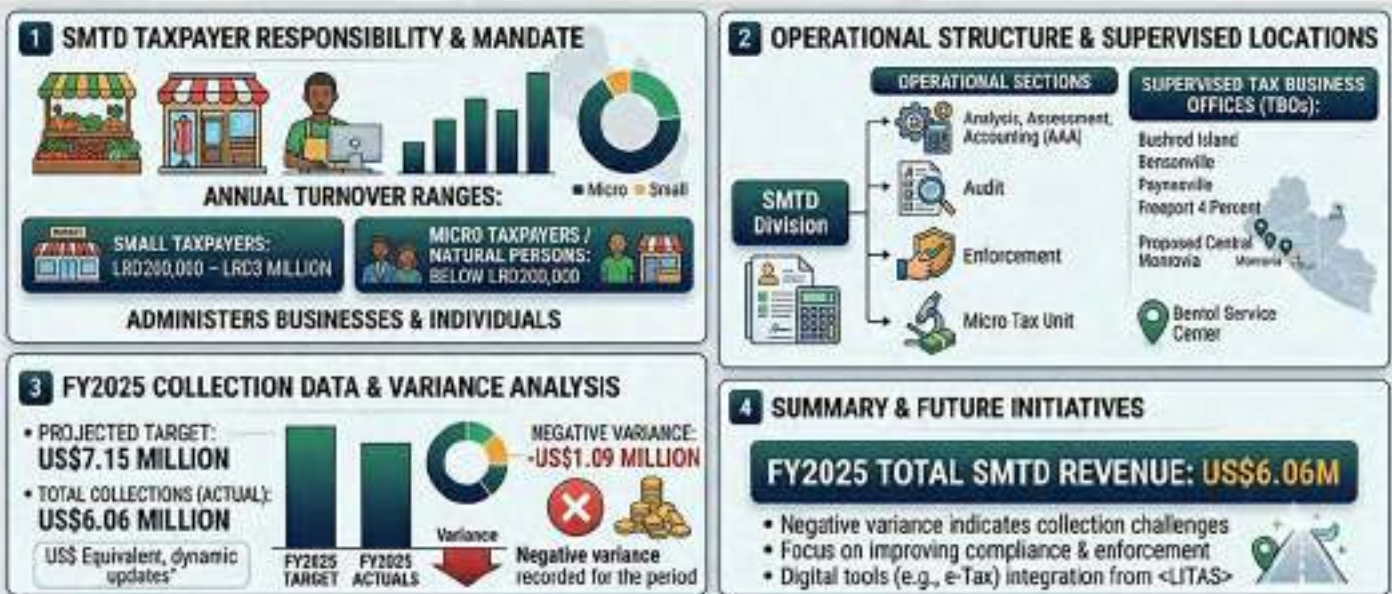 1 SMTD TAXPAYER RESPONSIBILITY & MANDATE
Micro Small
ANNUAL TURNOVER RANGES:
SMALL TAXPAYERS:
LRD200,000 – LRD3 MILLION
MICRO TAXPAYERS /
NATURAL PERSONS:
BELOW LRD200,000
ADMINISTERS BUSINESSES & INDIVIDUALS
2 OPERATIONAL STRUCTURE & SUPERVISED LOCATIONS
SMTD
Division
OPERATIONAL SECTIONS
Analysis, Assessment,
Accounting (AAA)
Audit
Enforcement
Micro Tax Unit
SUPERVISED TAX BUSINESS
OFFICES (TBOs):
Bushrod Island
Bensonville
Paynesville
Freeport 4 Percent
Proposed Central
Monrovia
Bentol Service
Center
3 FY2025 COLLECTION DATA & VARIANCE ANALYSIS
• PROJECTED TARGET:
US$7.15 MILLION
• TOTAL COLLECTIONS (ACTUAL):
US$6.06 MILLION
US$ Equivalent, dynamic
updates"
FY2025
TARGET
FY2025
ACTUALS
Variance
NEGATIVE VARIANCE:
-US$1.09 MILLION
Negative variance
recorded for the period
4 SUMMARY & FUTURE INITIATIVES
FY2025 TOTAL SMTD REVENUE: US$6.06M
• Negative variance indicates collection challenges
• Focus on improving compliance & enforcement
• Digital tools (e.g., e-Tax) integration from <LITAS>